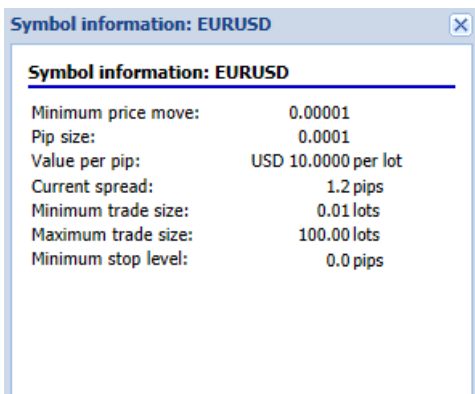 Symbol information: EURUSD
Symbol information: EURUSD
Minimum price move: 0.00001
Pip size: 0.0001
Value per pip: USD 10.0000 per lot
Current spread: 1.2 pips
Minimum trade size: 0.01 lots
Maximum trade size: 100.00 lots
Minimum stop level: 0.0 pips